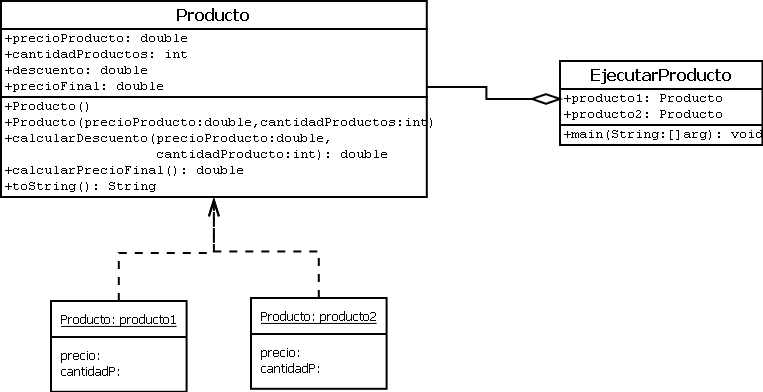 Producto
+precioProducto: double
+cantidadProductos: int
+descuento: double
+precioFinal: double
+Producto()
+Producto(precioProducto:double,cantidadProductos:int)
+calcularDescuento(precioProducto:double,
cantidadProducto:int): double
+calcularPrecioFinal(): double
+toString(): String
EjecutarProducto
+producto1: Producto
+producto2: Producto
+main(String:[]arg): void
Producto: producto1
precio:
cantidadP:
Producto: producto2
precio:
cantidadP: